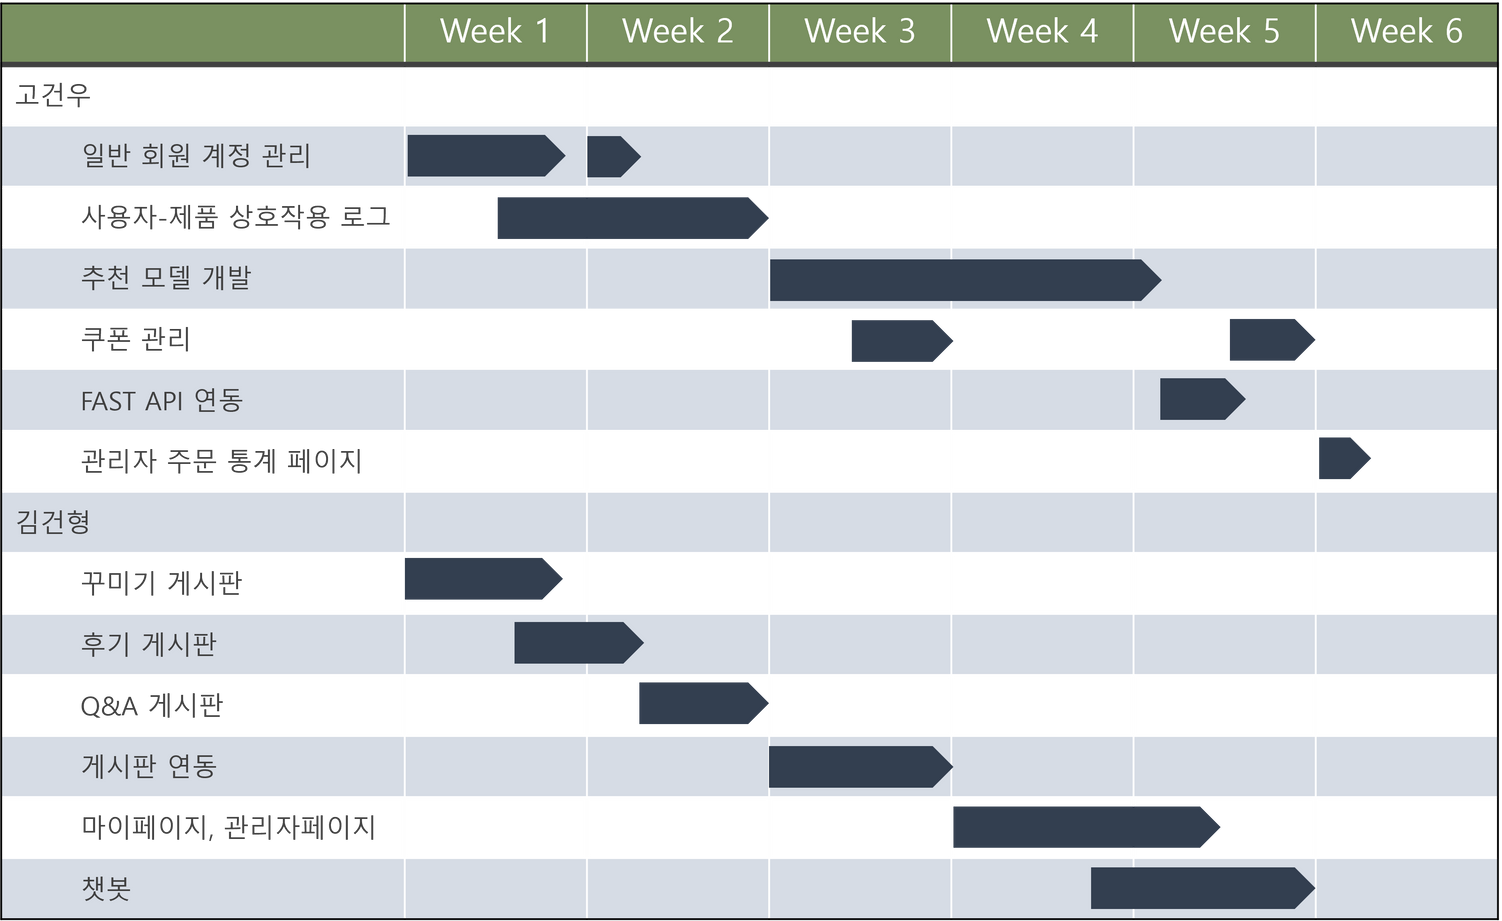 Week 1 Week 2 Week 3 Week 4 Week 5 Week 6
고건우
일반 회원 계정 관리
사용자-제품 상호작용 로그
추천 모델 개발
쿠폰 관리
FAST API 연동
관리자 주문 통계 페이지
김건형
꾸미기 게시판
후기 게시판
Q&A 게시판
게시판 연동
마이페이지, 관리자페이지
챗봇